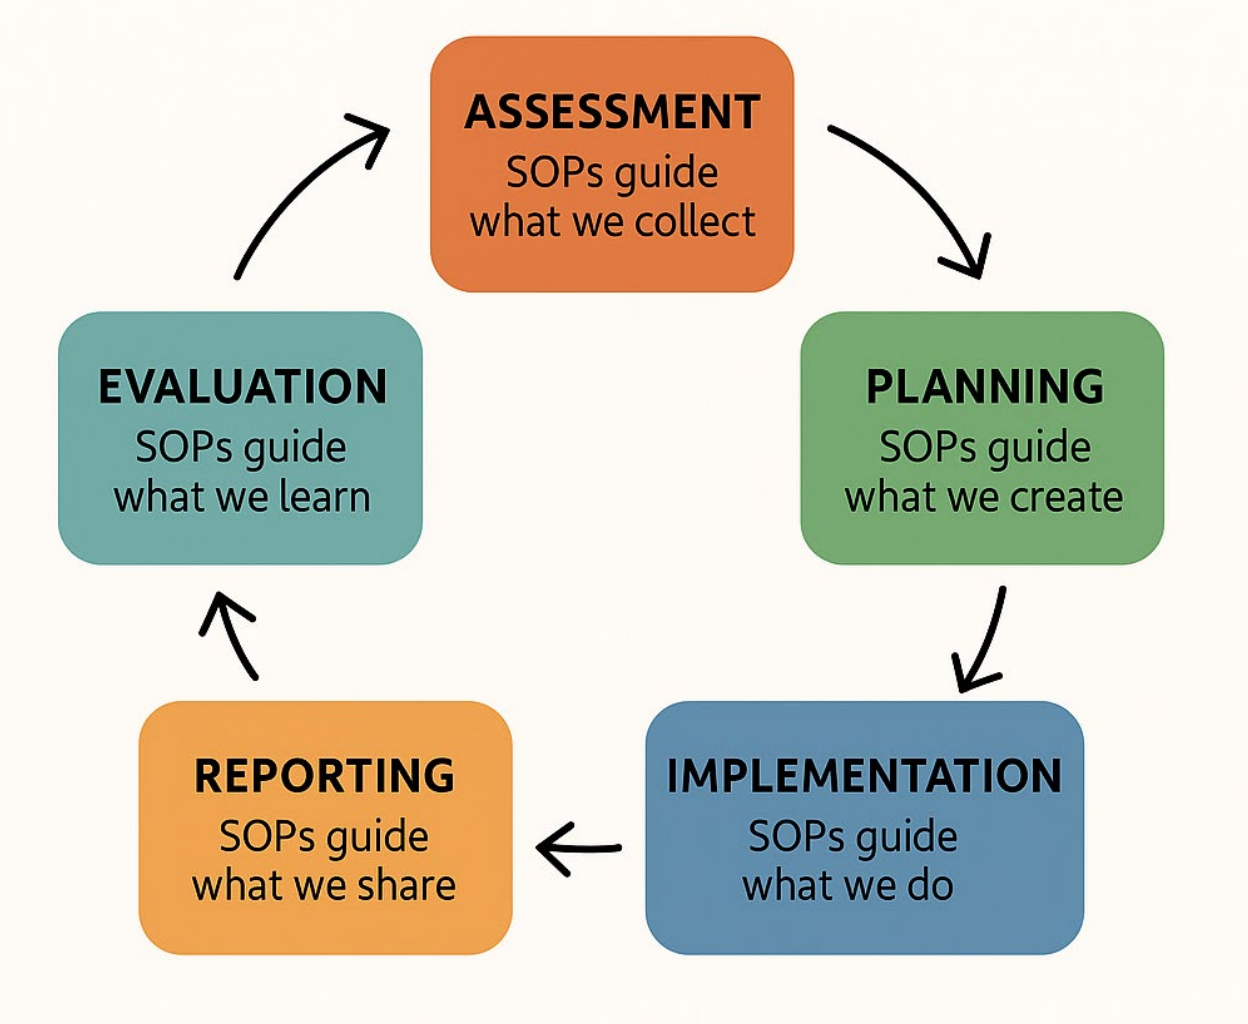 ASSESSMENT
SOPs guide
what we collect
PLANNING
SOPs guide
what we create
IMPLEMENTATION
SOPs guide
what we do
REPORTING
SOPs guide
what we share
EVALUATION
SOPs guide
what we learn